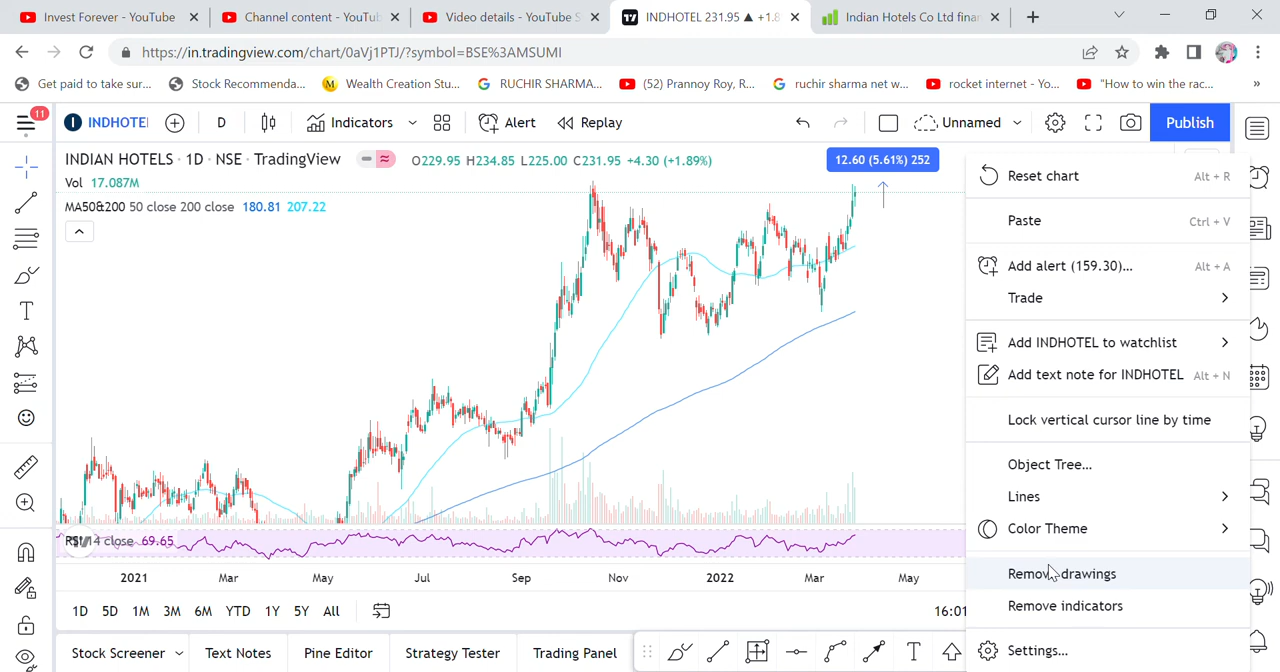 Invest Forever - YouTube
Channel content - YouTu
Video details - YouTube S
INDHOTEL 231.95 ▲ +1.8
Indian Hotels Co Ltd finan
https://in.tradingview.com/chart/0aVj1PTJ/?symbol=BSE%3AMSUMI
Get paid to take sur...
Stock Recommenda...
Wealth Creation Stu...
RUCHIR SHARMA...
(52) Prannoy Roy, R...
ruchir sharma net w...
rocket internet - Yo...
"How to win the rac...
»
11
INDHOTE
D
Indicators
Alert
Replay
Unnamed
Publish
INDIAN HOTELS · 1D · NSE · TradingView
O229.95 H234.85 L225.00 C231.95 +4.30 (+1.89%)
12.60 (5.61%) 252
Vol 17.087M
MA50&200 50 close 200 close 180.81 207.22
Reset chart Alt + R
Paste Ctrl + V
Add alert (159.30)... Alt + A
Trade
Add INDHOTEL to watchlist
Add text note for INDHOTEL Alt + N
Lock vertical cursor line by time
Object Tree...
Lines
Color Theme
Remove drawings
Remove indicators
Settings...
RSI 14 close 69.65
2021 Mar May Jul Sep Nov 2022 Mar May
1D 5D 1M 3M 6M YTD 1Y 5Y All
16:01
Stock Screener Text Notes Pine Editor Strategy Tester Trading Panel